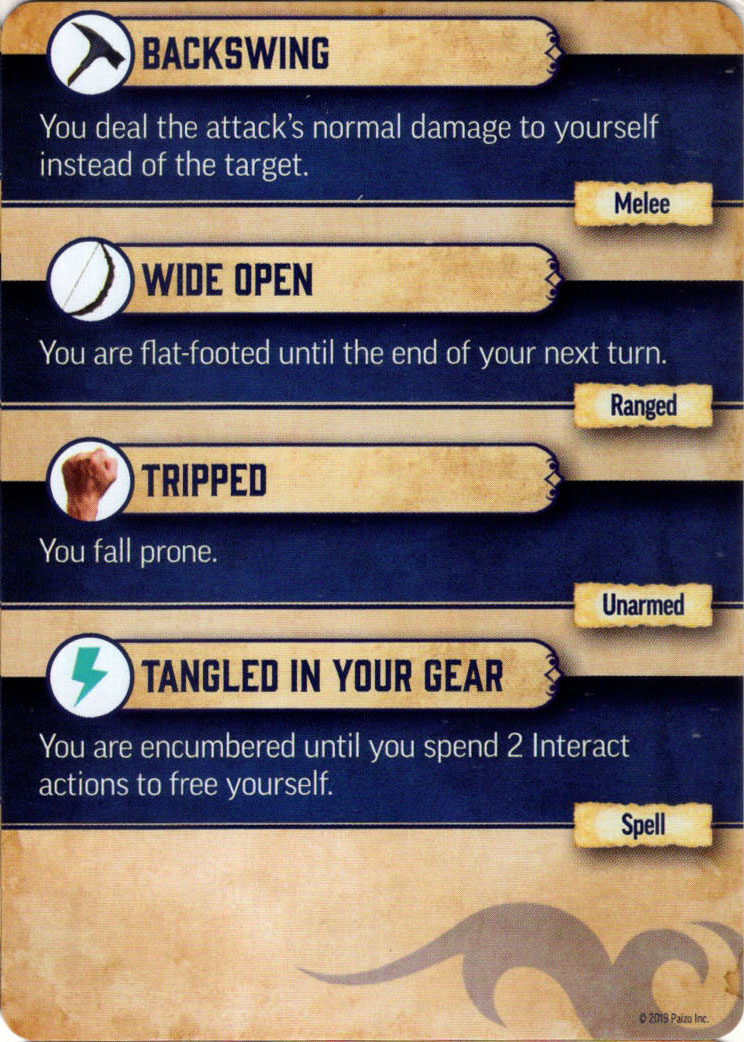 BACKSWING
You deal the attack's normal damage to yourself
instead of the target.
Melee
WIDE OPEN
You are flat-footed until the end of your next turn.
Ranged
TRIPPED
You fall prone.
Unarmed
TANGLED IN YOUR GEAR
You are encumbered until you spend 2 Interact
actions to free yourself.
Spell
© 2019 Paizo Inc.